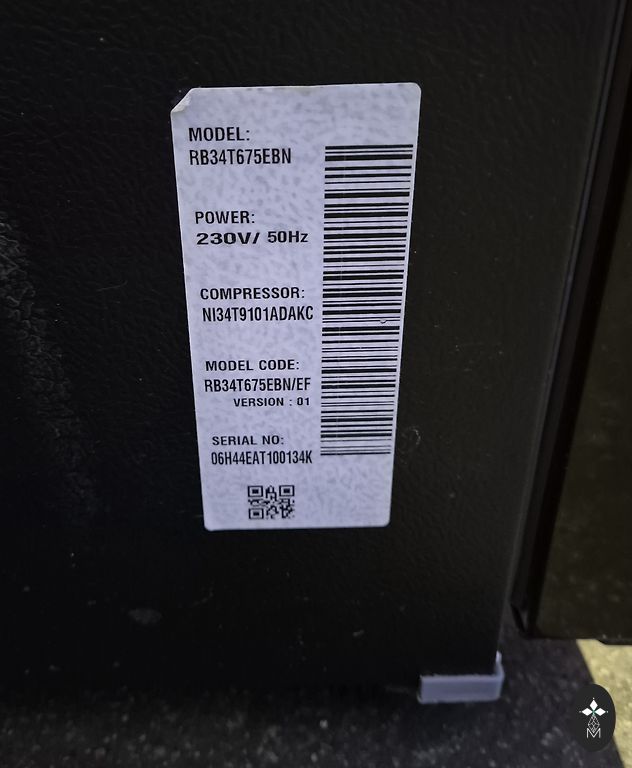 MODEL:
RB34T675EBN
POWER:
230V/ 50Hz
COMPRESSOR:
NI34T9101ADAKC
MODEL CODE:
RB34T675EBN/EF
VERSION : 01
SERIAL NO:
06H44EAT100134K